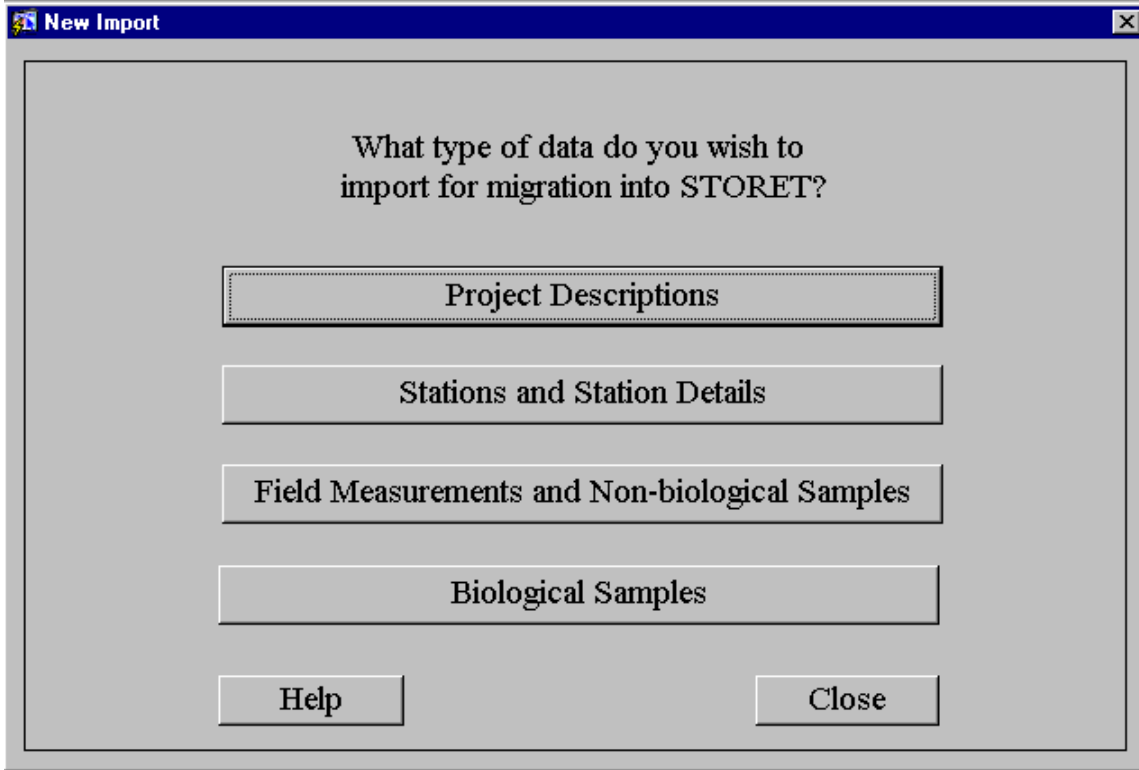 New Import
What type of data do you wish to
import for migration into STORET?
Project Descriptions
Stations and Station Details
Field Measurements and Non-biological Samples
Biological Samples
Help
Close